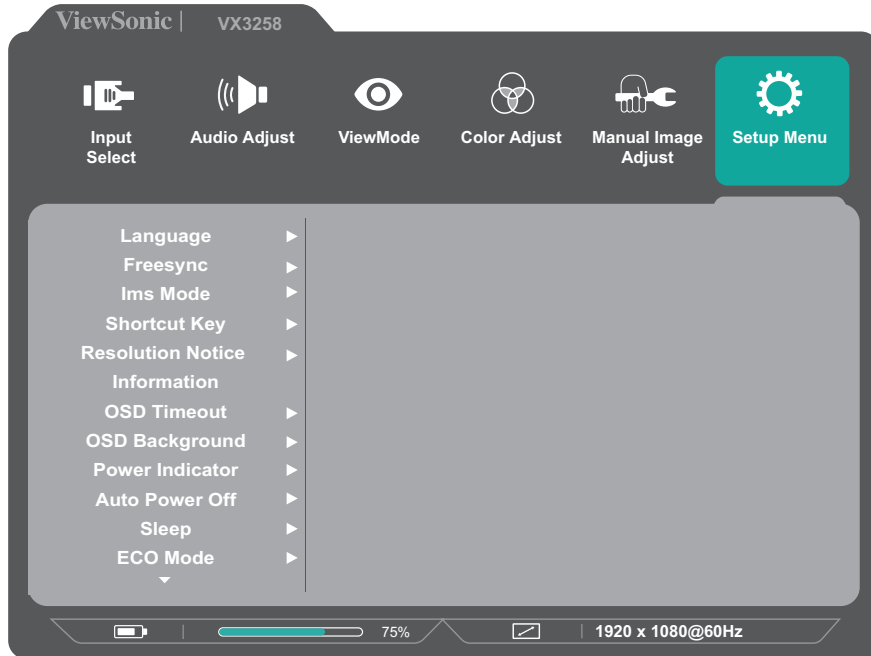 ViewSonic | VX3258
Input
Select
Audio Adjust
ViewMode
Color Adjust
Manual Image
Adjust
Setup Menu
Language
Freesync
Ims Mode
Shortcut Key
Resolution Notice
Information
OSD Timeout
OSD Background
Power Indicator
Auto Power Off
Sleep
ECO Mode
75%
1920 x 1080@60Hz